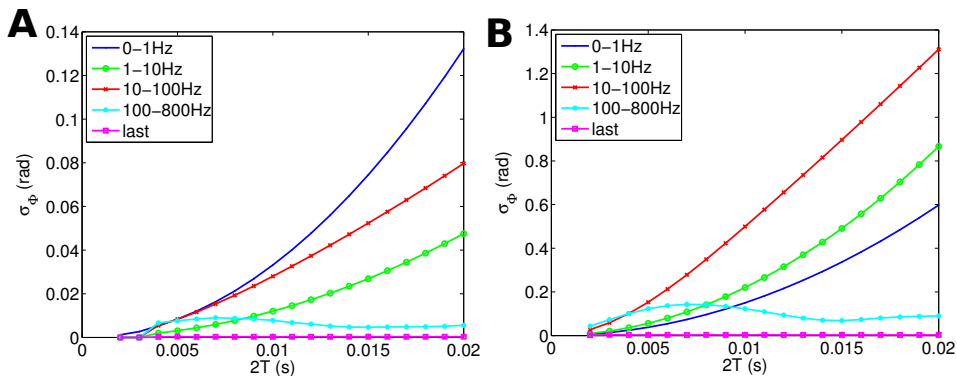 A
0.14
0.12
0.1
0.08
0.06
0.04
0.02
0
σΦ (rad)
0–1Hz
1–10Hz
10–100Hz
100–800Hz
last
0 0.005 0.01 0.015 0.02
2T (s)
B
1.4
1.2
1
0.8
0.6
0.4
0.2
0
σΦ (rad)
0–1Hz
1–10Hz
10–100Hz
100–800Hz
last
0 0.005 0.01 0.015 0.02
2T (s)